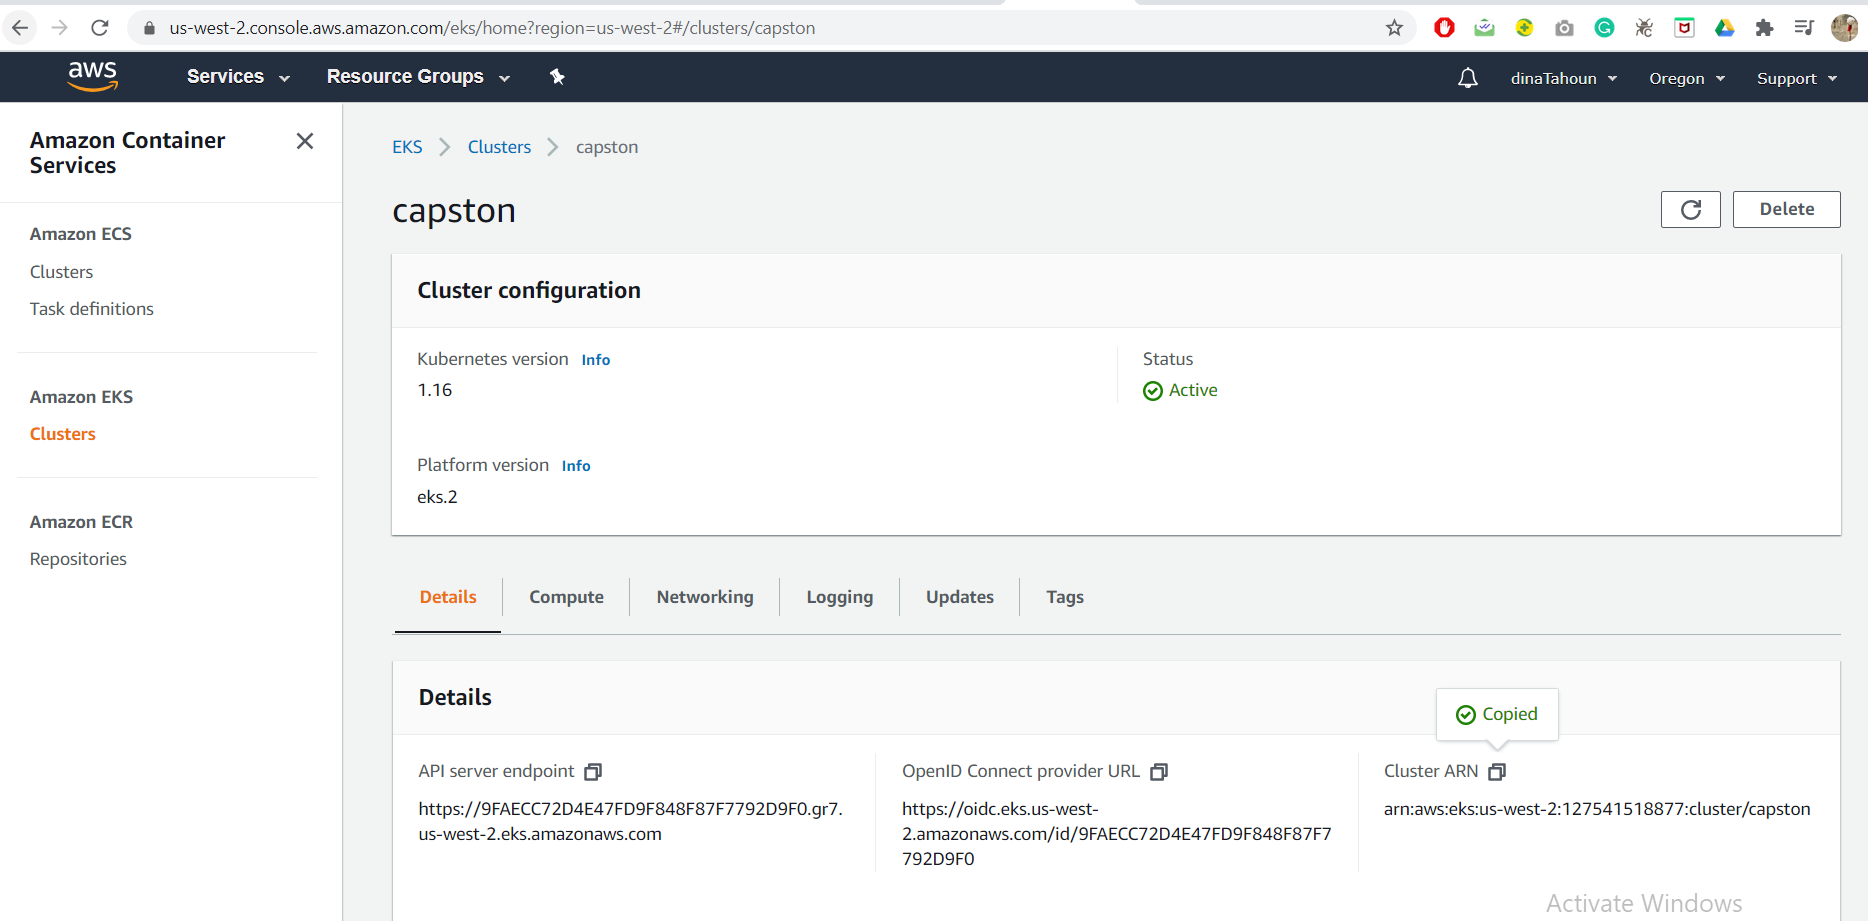 us-west-2.console.aws.amazon.com/eks/home?region=us-west-2#/clusters/capston
aws Services Resource Groups dinaTahoun Oregon Support
Amazon Container
Services
Amazon ECS
Clusters
Task definitions
Amazon EKS
Clusters
Amazon ECR
Repositories
EKS Clusters capston
capston
Delete
Cluster configuration
Kubernetes version Info
1.16
Status
Active
Platform version Info
eks.2
Details Compute Networking Logging Updates Tags
Details
Copied
API server endpoint
https://9FAECC72D4E47FD9F848F87F7792D9F0.gr7.
us-west-2.eks.amazonaws.com
OpenID Connect provider URL
https://oidc.eks.us-west-
2.amazonaws.com/id/9FAECC72D4E47FD9F848F87F7
792D9F0
Cluster ARN
arn:aws:eks:us-west-2:127541518877:cluster/capston
Activate Windows